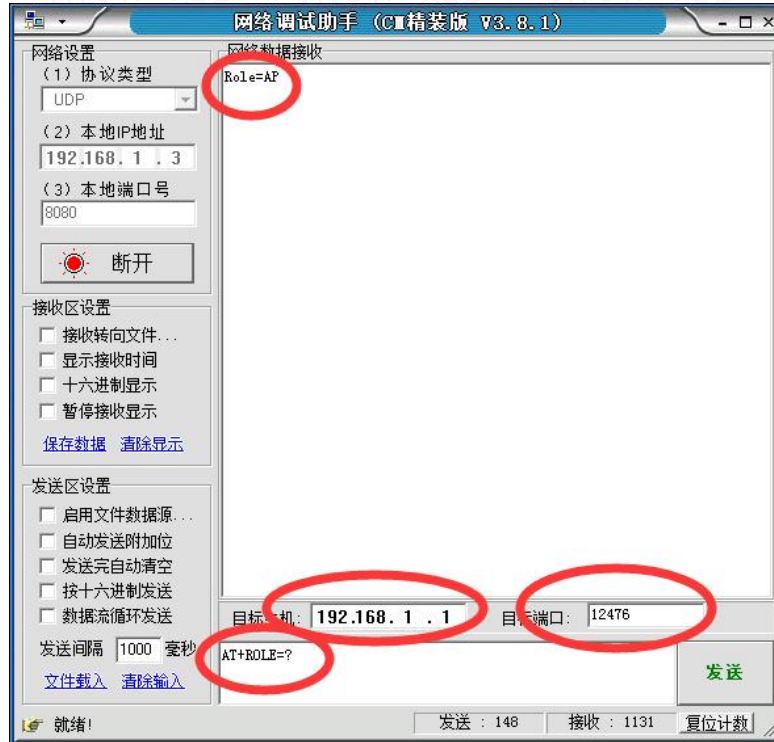 网络调试助手 (CM精装版 V3.8.1)
网络设置
(1) 协议类型
UDP
(2) 本地IP地址
192.168. 1 . 3
(3) 本地端口号
8080
断开
接收区设置
接收转向文件...
显示接收时间
十六进制显示
暂停接收显示
保存数据 清除显示
发送区设置
启用文件数据源...
自动发送附加位
发送完自动清空
按十六进制发送
数据流循环发送
发送间隔 1000 毫秒
文件载入 清除输入
网络数据接收
Role=AP
目标主机: 192.168. 1 . 1 目标端口: 12476
AT+ROLE=?
发送
就绪! 发送 : 148 接收 : 1131 复位计数